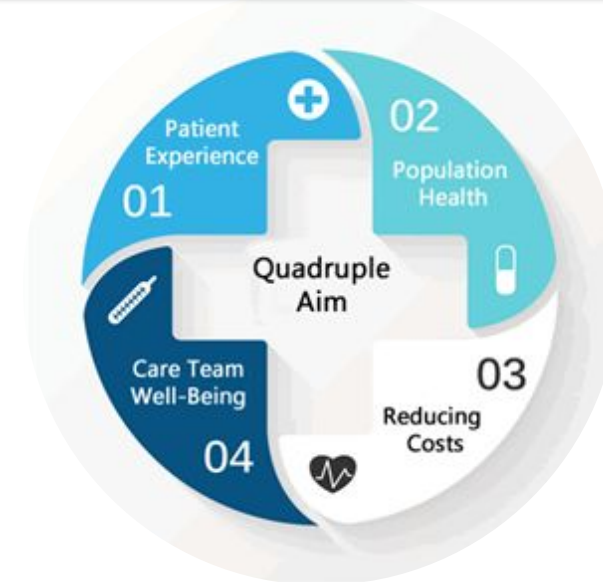 Patient
Experience
01
02
Population
Health
Quadruple
Aim
03
Reducing
Costs
Care Team
Well-Being
04